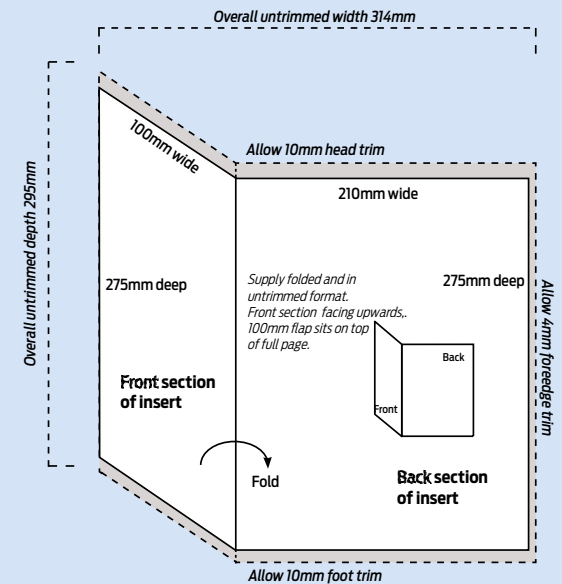 Overall untrimmed width 314mm
Overall untrimmed depth 295mm
100mm wide
Allow 10mm head trim
210mm wide
275mm deep
Supply folded and in
untrimmed format.
Front section facing upwards,.
100mm flap sits on top
of full page.
275mm deep
Allow 4mm foreedge trim
Back
Front
Front section
of insert
Fold
Back section
of insert
Allow 10mm foot trim